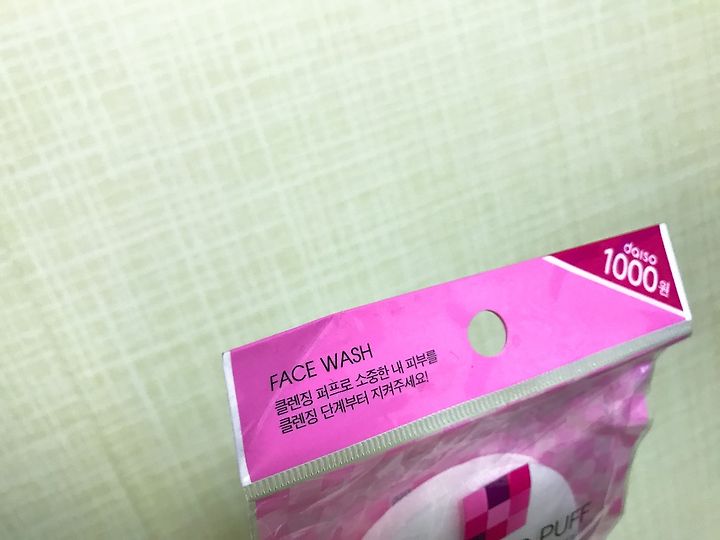 daiso
1000원
FACE WASH
클렌징 퍼프로 소중한 내 피부를
클렌징 단계부터 지켜주세요!
PUFF